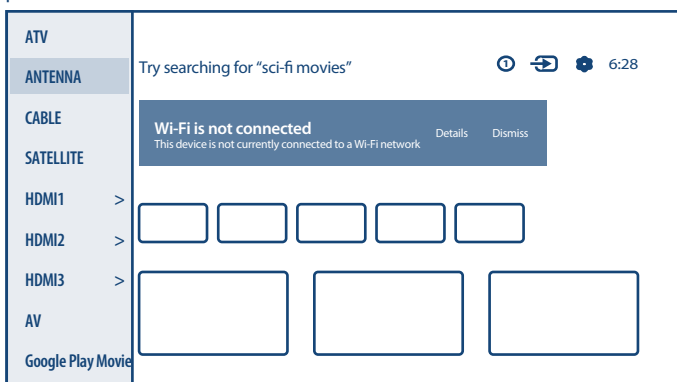 ATV
ANTENNA
CABLE
SATELLITE
HDMI1 >
HDMI2 >
HDMI3 >
AV
Google Play Movie
Try searching for “sci-fi movies”
1
6:28
Wi-Fi is not connected
This device is not currently connected to a Wi-Fi network
Details
Dismiss